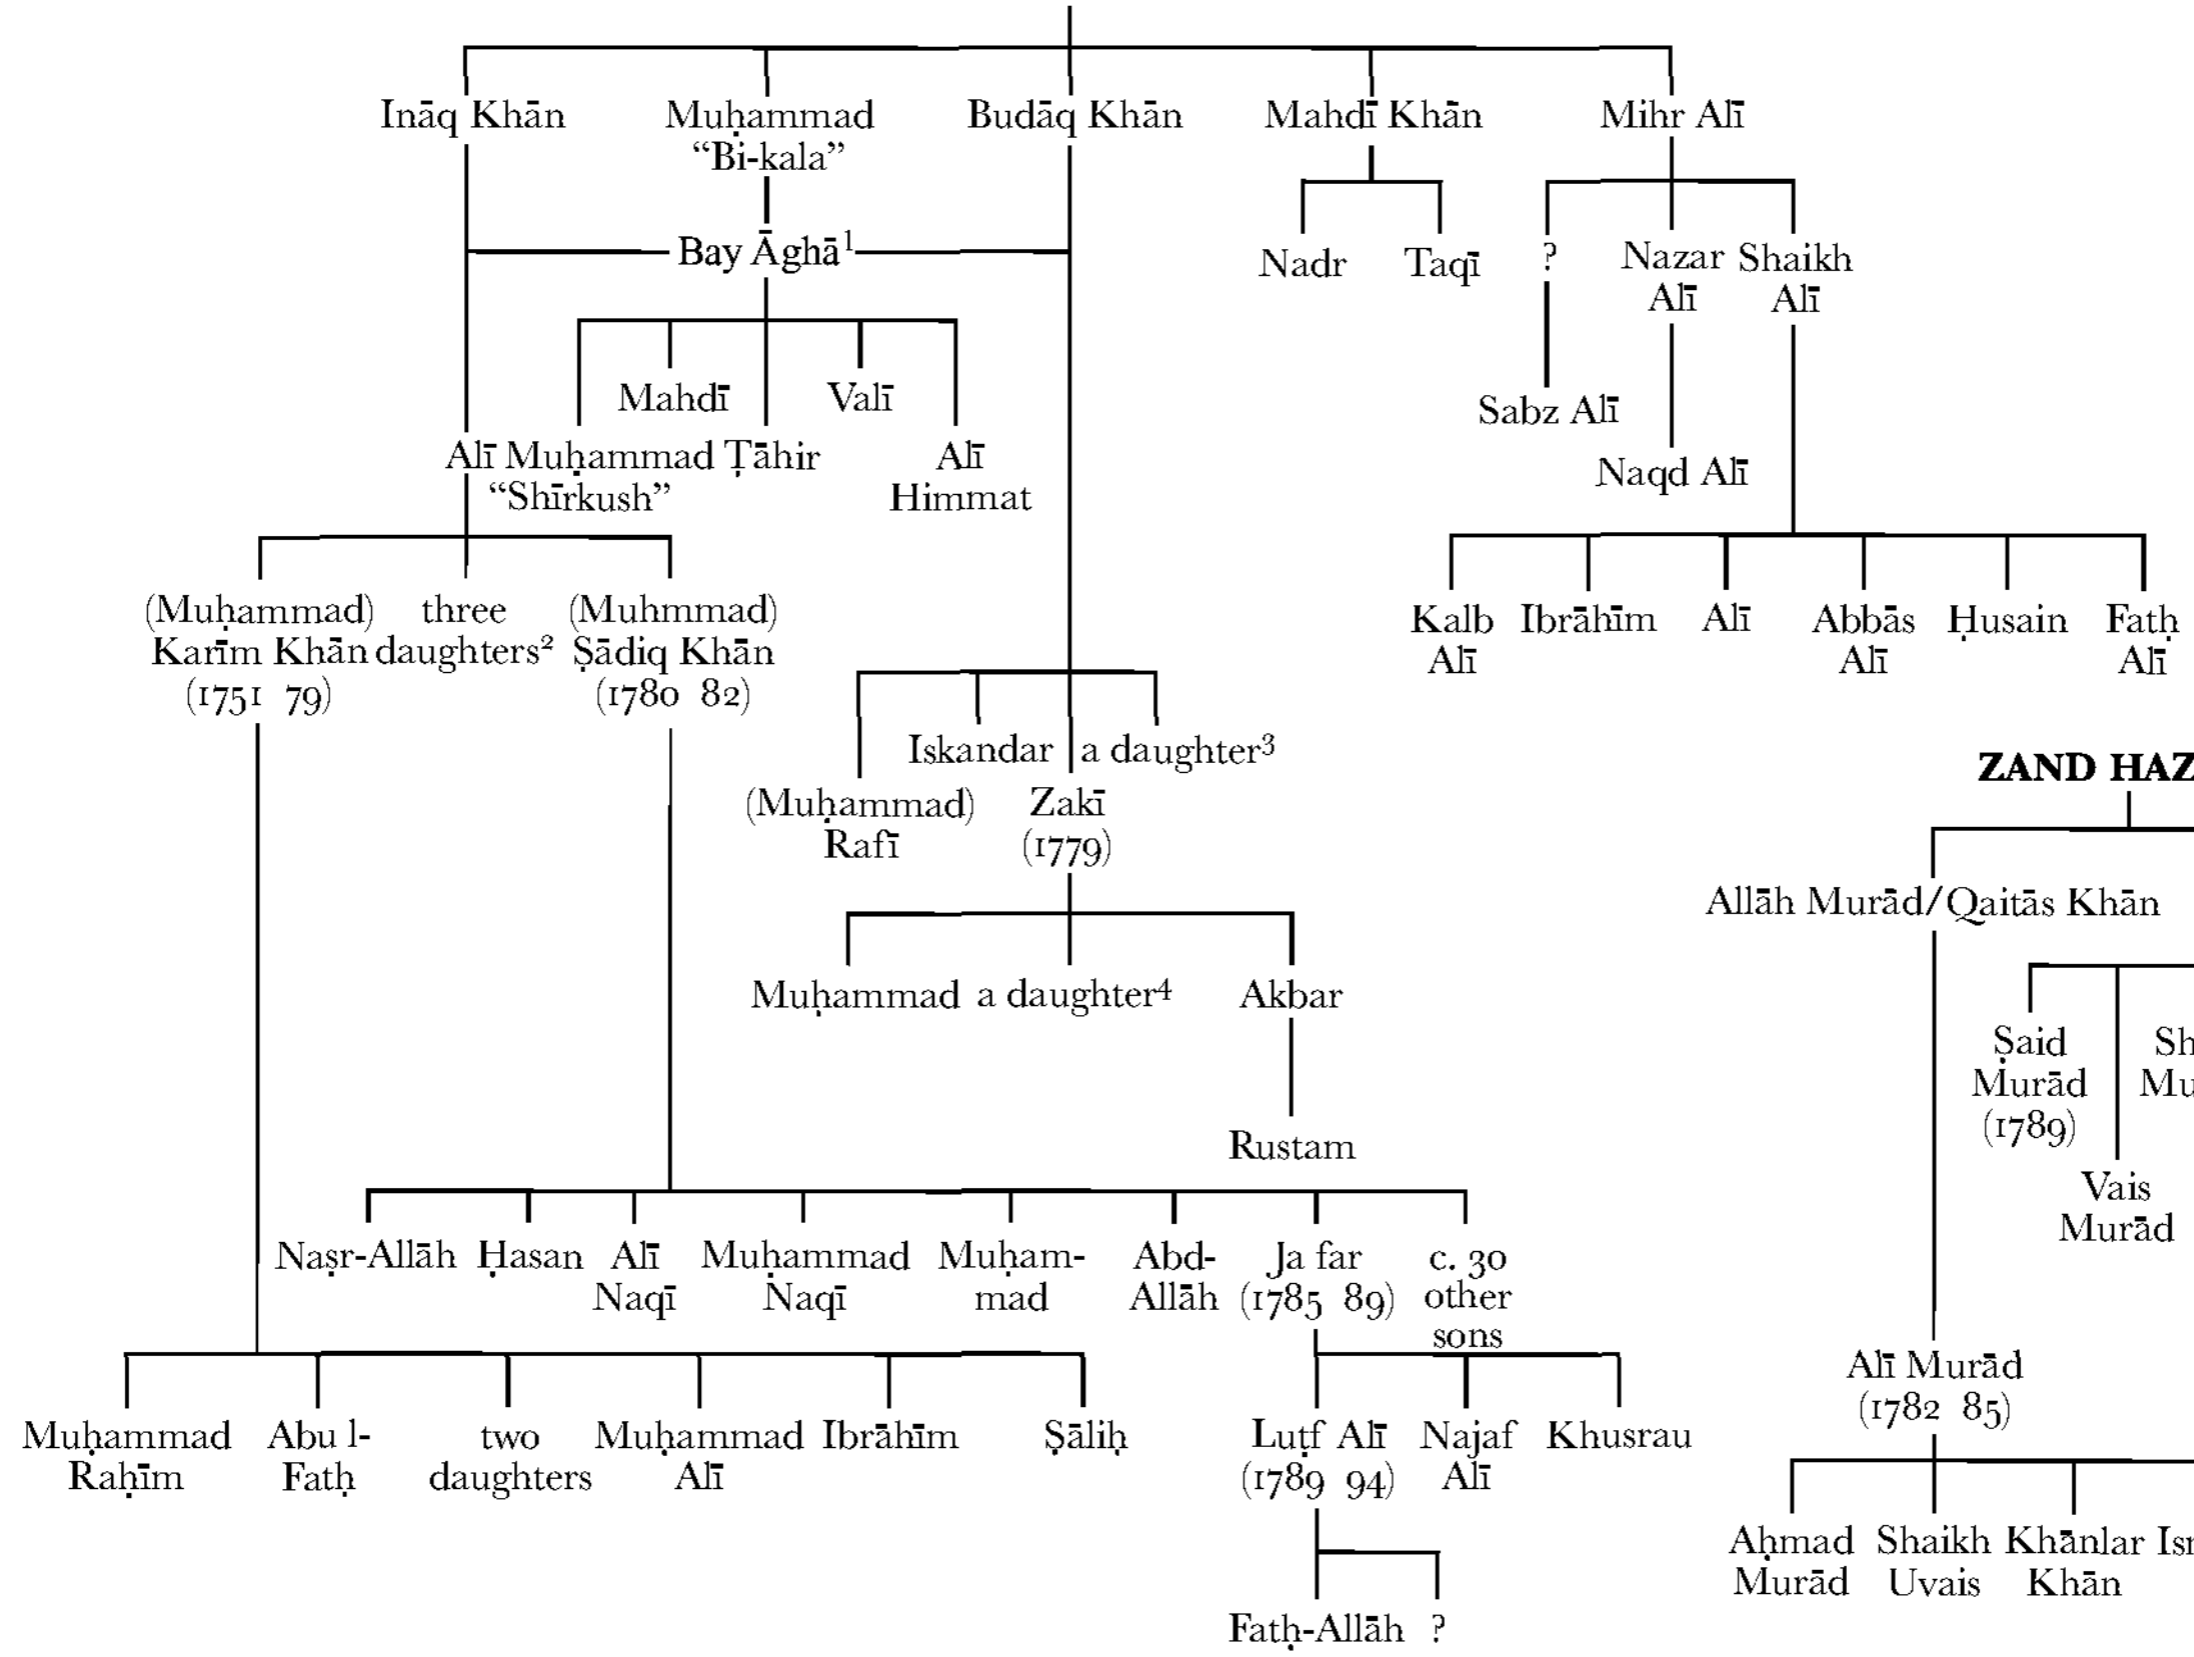 Ināq Khān Muḥammad Budāq Khān Mahdī Khān Mihr Alī
“Bi-kala”
Bay Āghā¹
Nadr Taqī ? Nazar Shaikh
Alī Alī
Mahdī Valī
Sabz Alī
Alī Muḥammad Ṭāhir Alī
“Shīrkush” Himmat
Naqd Alī
(Muḥammad) three (Muhmmad)
Karīm Khān daughters² Ṣādiq Khān
(1751 79) (1780 82)
Kalb Ibrāhīm Alī Abbās Ḥusain Fatḥ
Alī Alī Alī
Iskandar a daughter³
(Muḥammad) Zakī
Rafī (1779)
ZAND HAZ
Allāh Murād/Qaitās Khān
Muḥammad a daughter⁴ Akbar
Ṣaid Sh
Murād Mu
(1789)
Rustam
Vais
Murād
Naṣr-Allāh Ḥasan Alī Muḥammad Muḥam- Abd- Ja far c. 30
Naqī Naqī mad Allāh (1785 89) other
sons
Alī Murād
(1782 85)
Muḥammad Abu l- two Muḥammad Ibrāhīm Ṣāliḥ Luṭf Alī Najaf Khusrau
Raḥīm Fatḥ daughters Alī (1789 94) Alī
Aḥmad Shaikh Khānlar Isr
Murād Uvais Khān
Fatḥ-Allāh ?